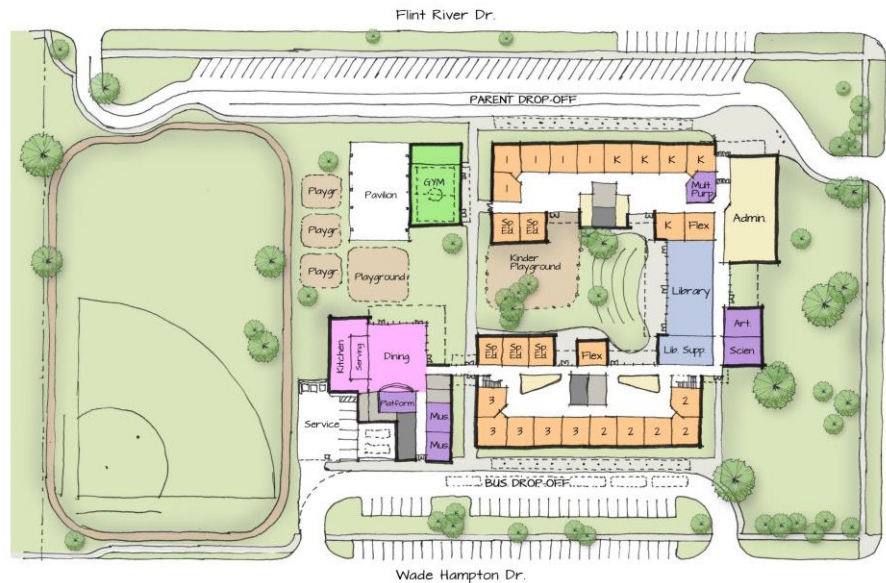 Flint River Dr.
PARENT DROP-OFF
1 1 1 1 K K K K
1
GYM
Pavilion
Mult.
Purp.
Admin.
Playgr.
Playgr.
Playgr.
Playground
Sp
Ed
Sp
Ed
K Flex
Kinder
Playground
Library
Art.
Scien.
Lib. Supp.
Kitchen
Serving
Dining
Sp
Ed
Sp
Ed
Sp
Ed
Flex
Platform
Service
Mus.
Mus.
3 2
3 3 3 3 2 2 2 2
BUS DROP-OFF
Wade Hampton Dr.